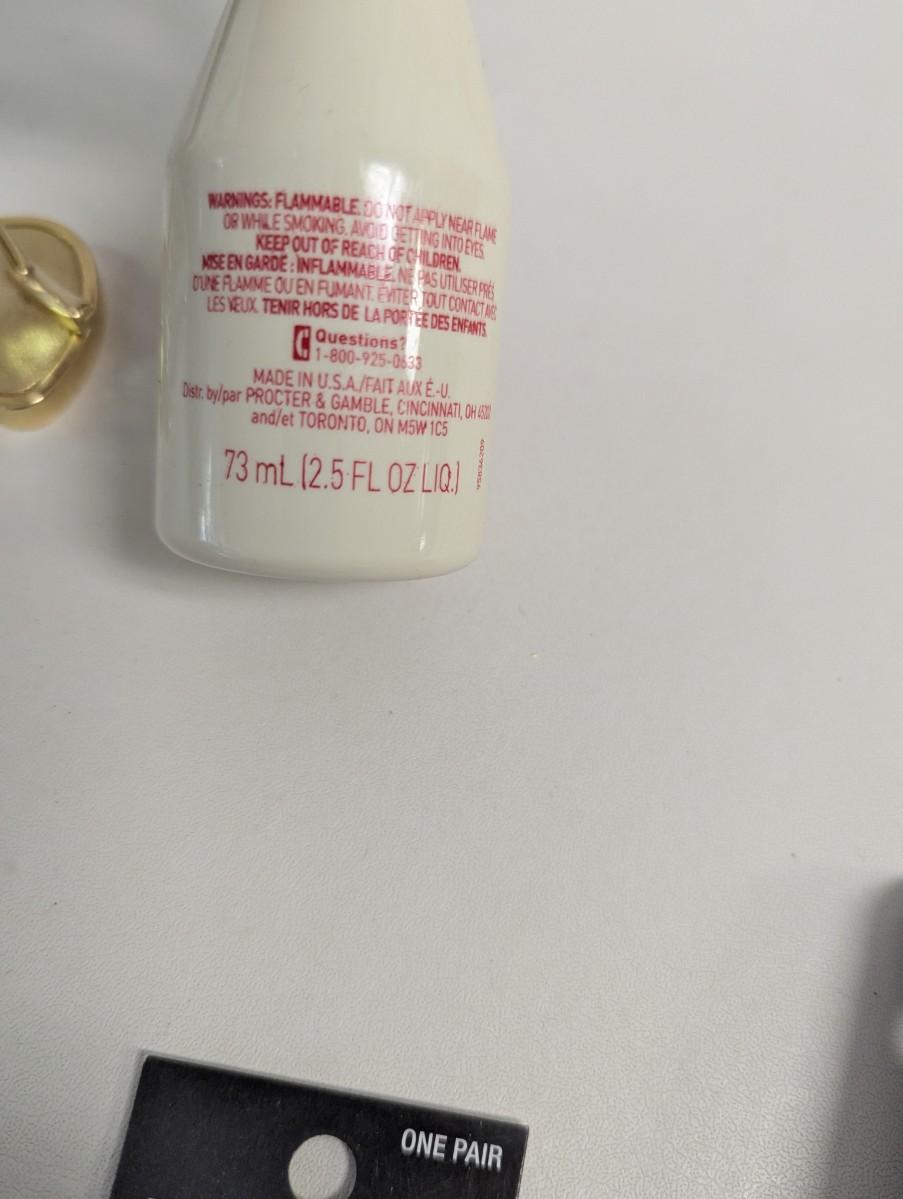 WARNINGS: FLAMMABLE. DO NOT APPLY NEAR FLAME
OR WHILE SMOKING. AVOID GETTING INTO EYES.
KEEP OUT OF REACH OF CHILDREN.
MISE EN GARDE : INFLAMMABLE. NE PAS UTILISER PRÈS
D'UNE FLAMME OU EN FUMANT. ÉVITER TOUT CONTACT AVEC
LES YEUX. TENIR HORS DE LA PORTÉE DES ENFANTS.
Questions?
1-800-925-0633
MADE IN U.S.A./FAIT AUX É.-U.
Distr. by/par PROCTER & GAMBLE, CINCINNATI, OH 45202
and/et TORONTO, ON M5W 1C5
73 mL (2.5 FL OZ LIQ.)
95836209
ONE PAIR